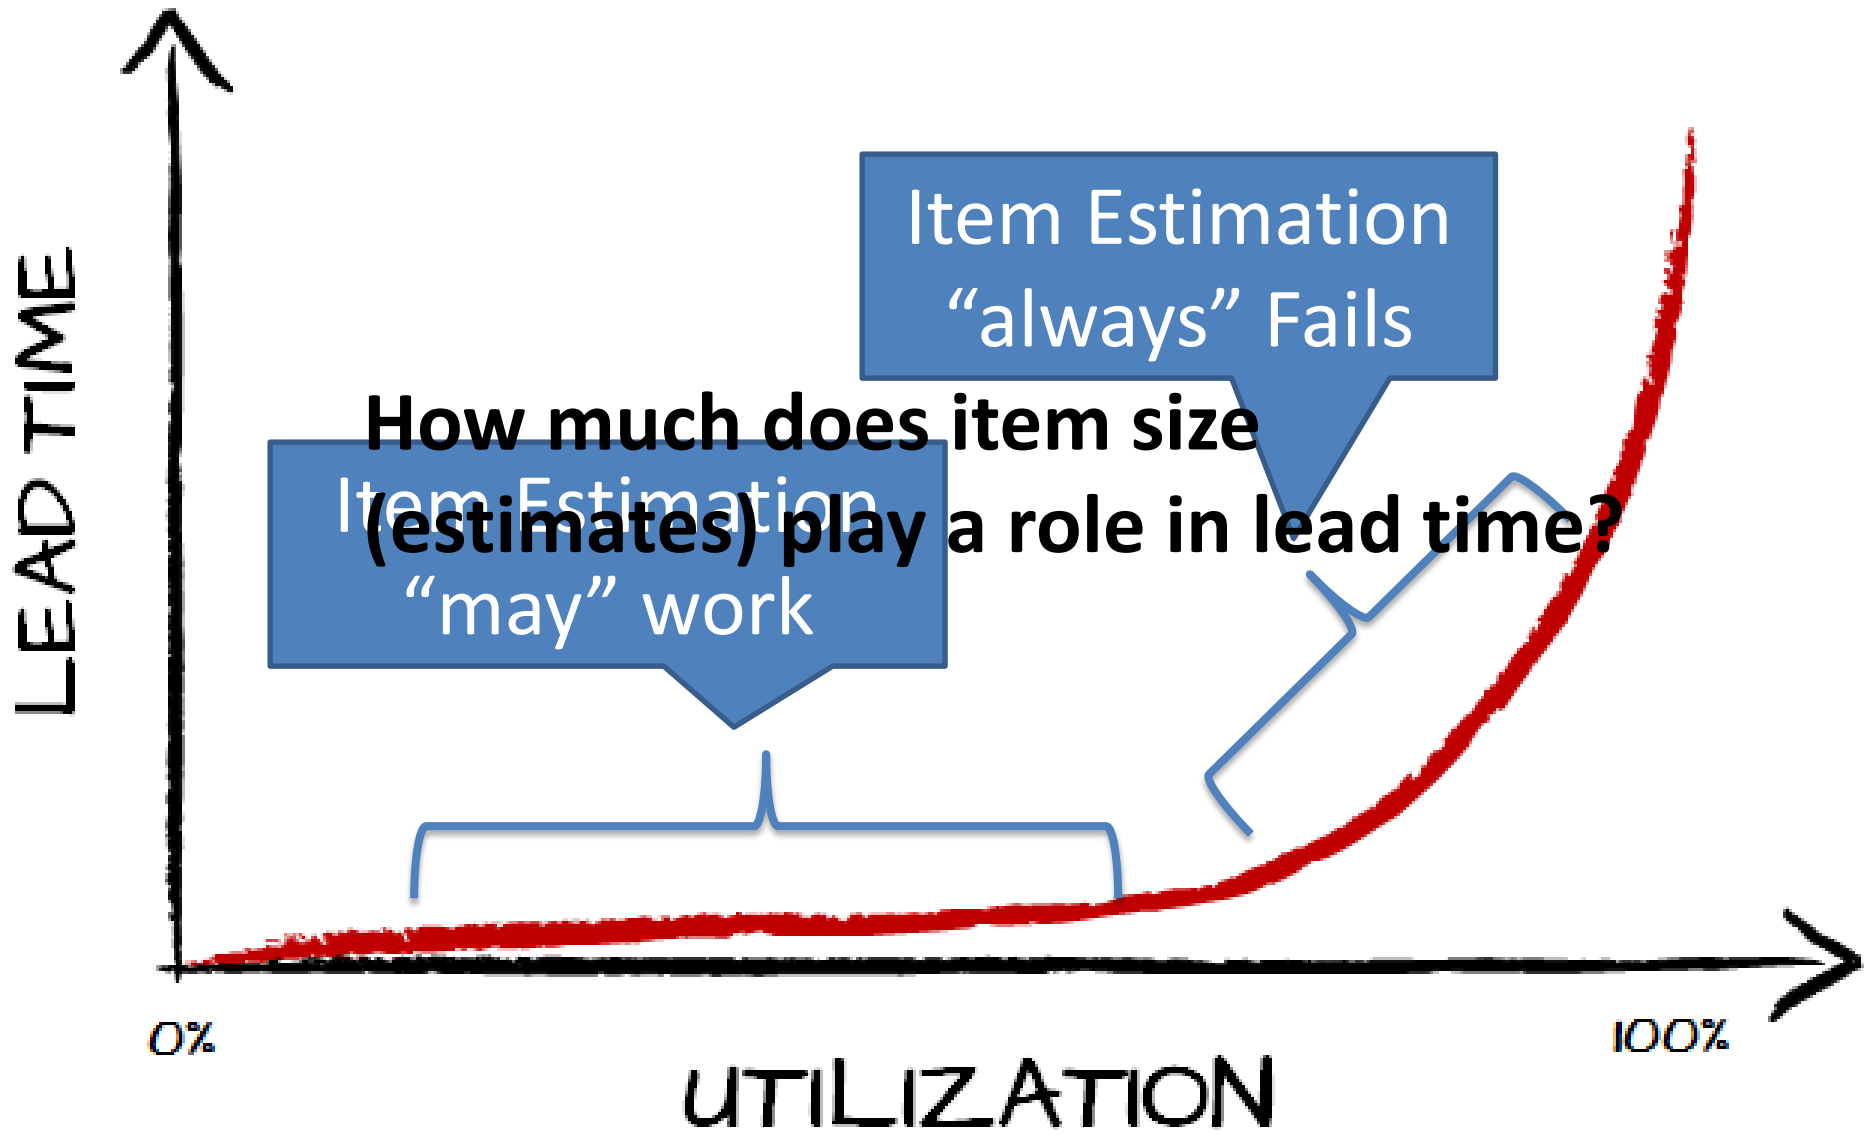 LEAD TIME
Item Estimation
“always” Fails
How much does item size
(estimates) play a role in lead time?
Item Estimation
“may” work
0%
100%
UTILIZATION